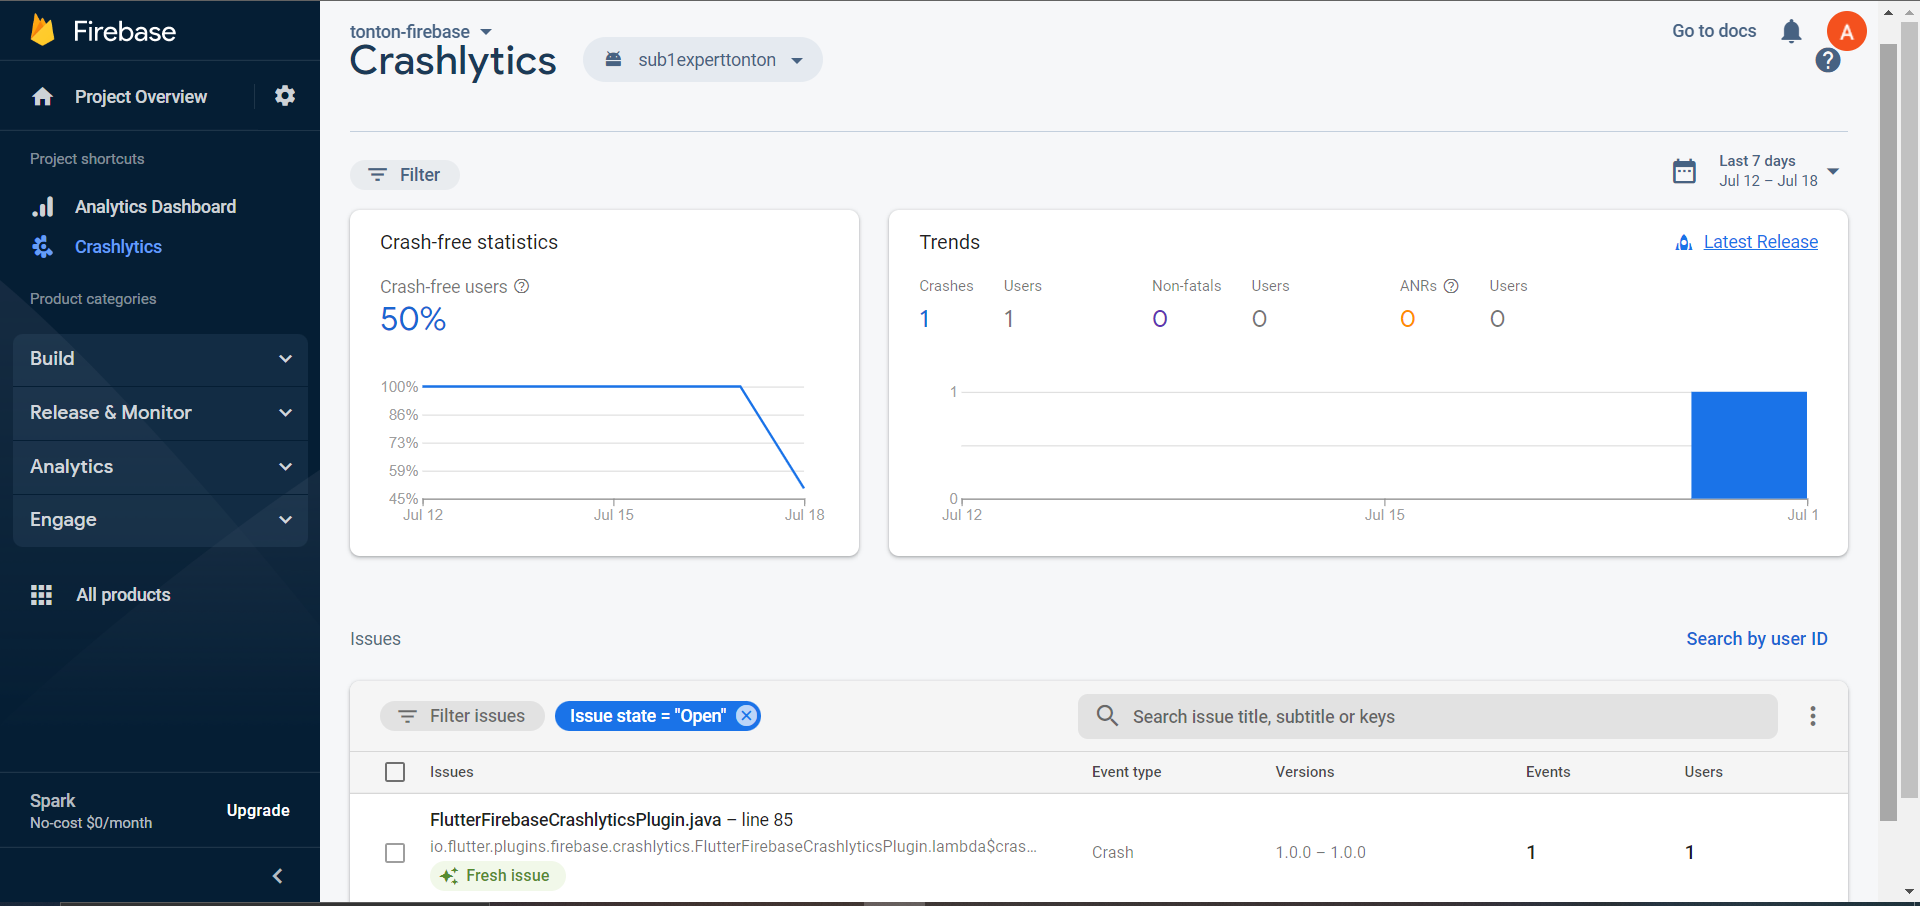 Firebase
Project Overview
Project shortcuts
Analytics Dashboard
Crashlytics
Product categories
Build
Release & Monitor
Analytics
Engage
All products
Spark
No-cost $0/month
Upgrade
tonton-firebase
Crashlytics
sub1experttonton
Go to docs
A
?
Filter
Last 7 days
Jul 12 – Jul 18
Crash-free statistics
Crash-free users ?
50%
100%
86%
73%
59%
45%
Jul 12 Jul 15 Jul 18
Trends
Latest Release
Crashes Users Non-fatals Users ANRs ? Users
1 1 0 0 0 0
1
0
Jul 12 Jul 15 Jul 1
Issues
Search by user ID
Filter issues
Issue state = "Open"
Search issue title, subtitle or keys
Issues Event type Versions Events Users
FlutterFirebaseCrashlyticsPlugin.java – line 85
io.flutter.plugins.firebase.crashlytics.FlutterFirebaseCrashlyticsPlugin.lambda$cras...
Fresh issue
Crash 1.0.0 – 1.0.0 1 1